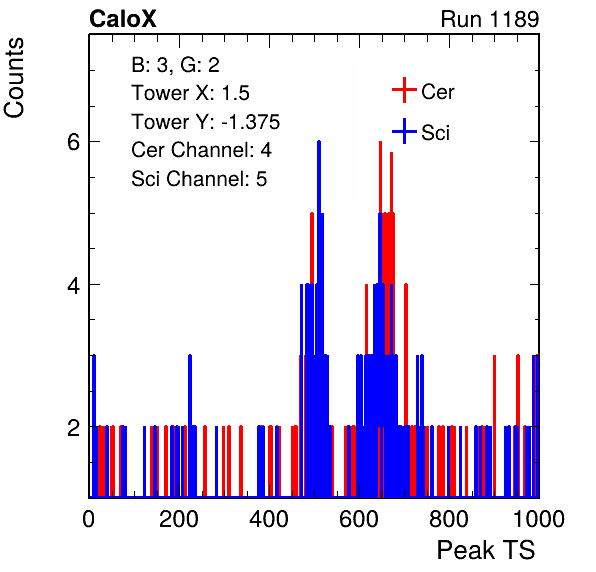 CaloX Run 1189
Counts
B: 3, G: 2
Tower X: 1.5
Tower Y: -1.375
Cer Channel: 4
Sci Channel: 5
Cer
Sci
6
4
2
0 200 400 600 800 1000
Peak TS